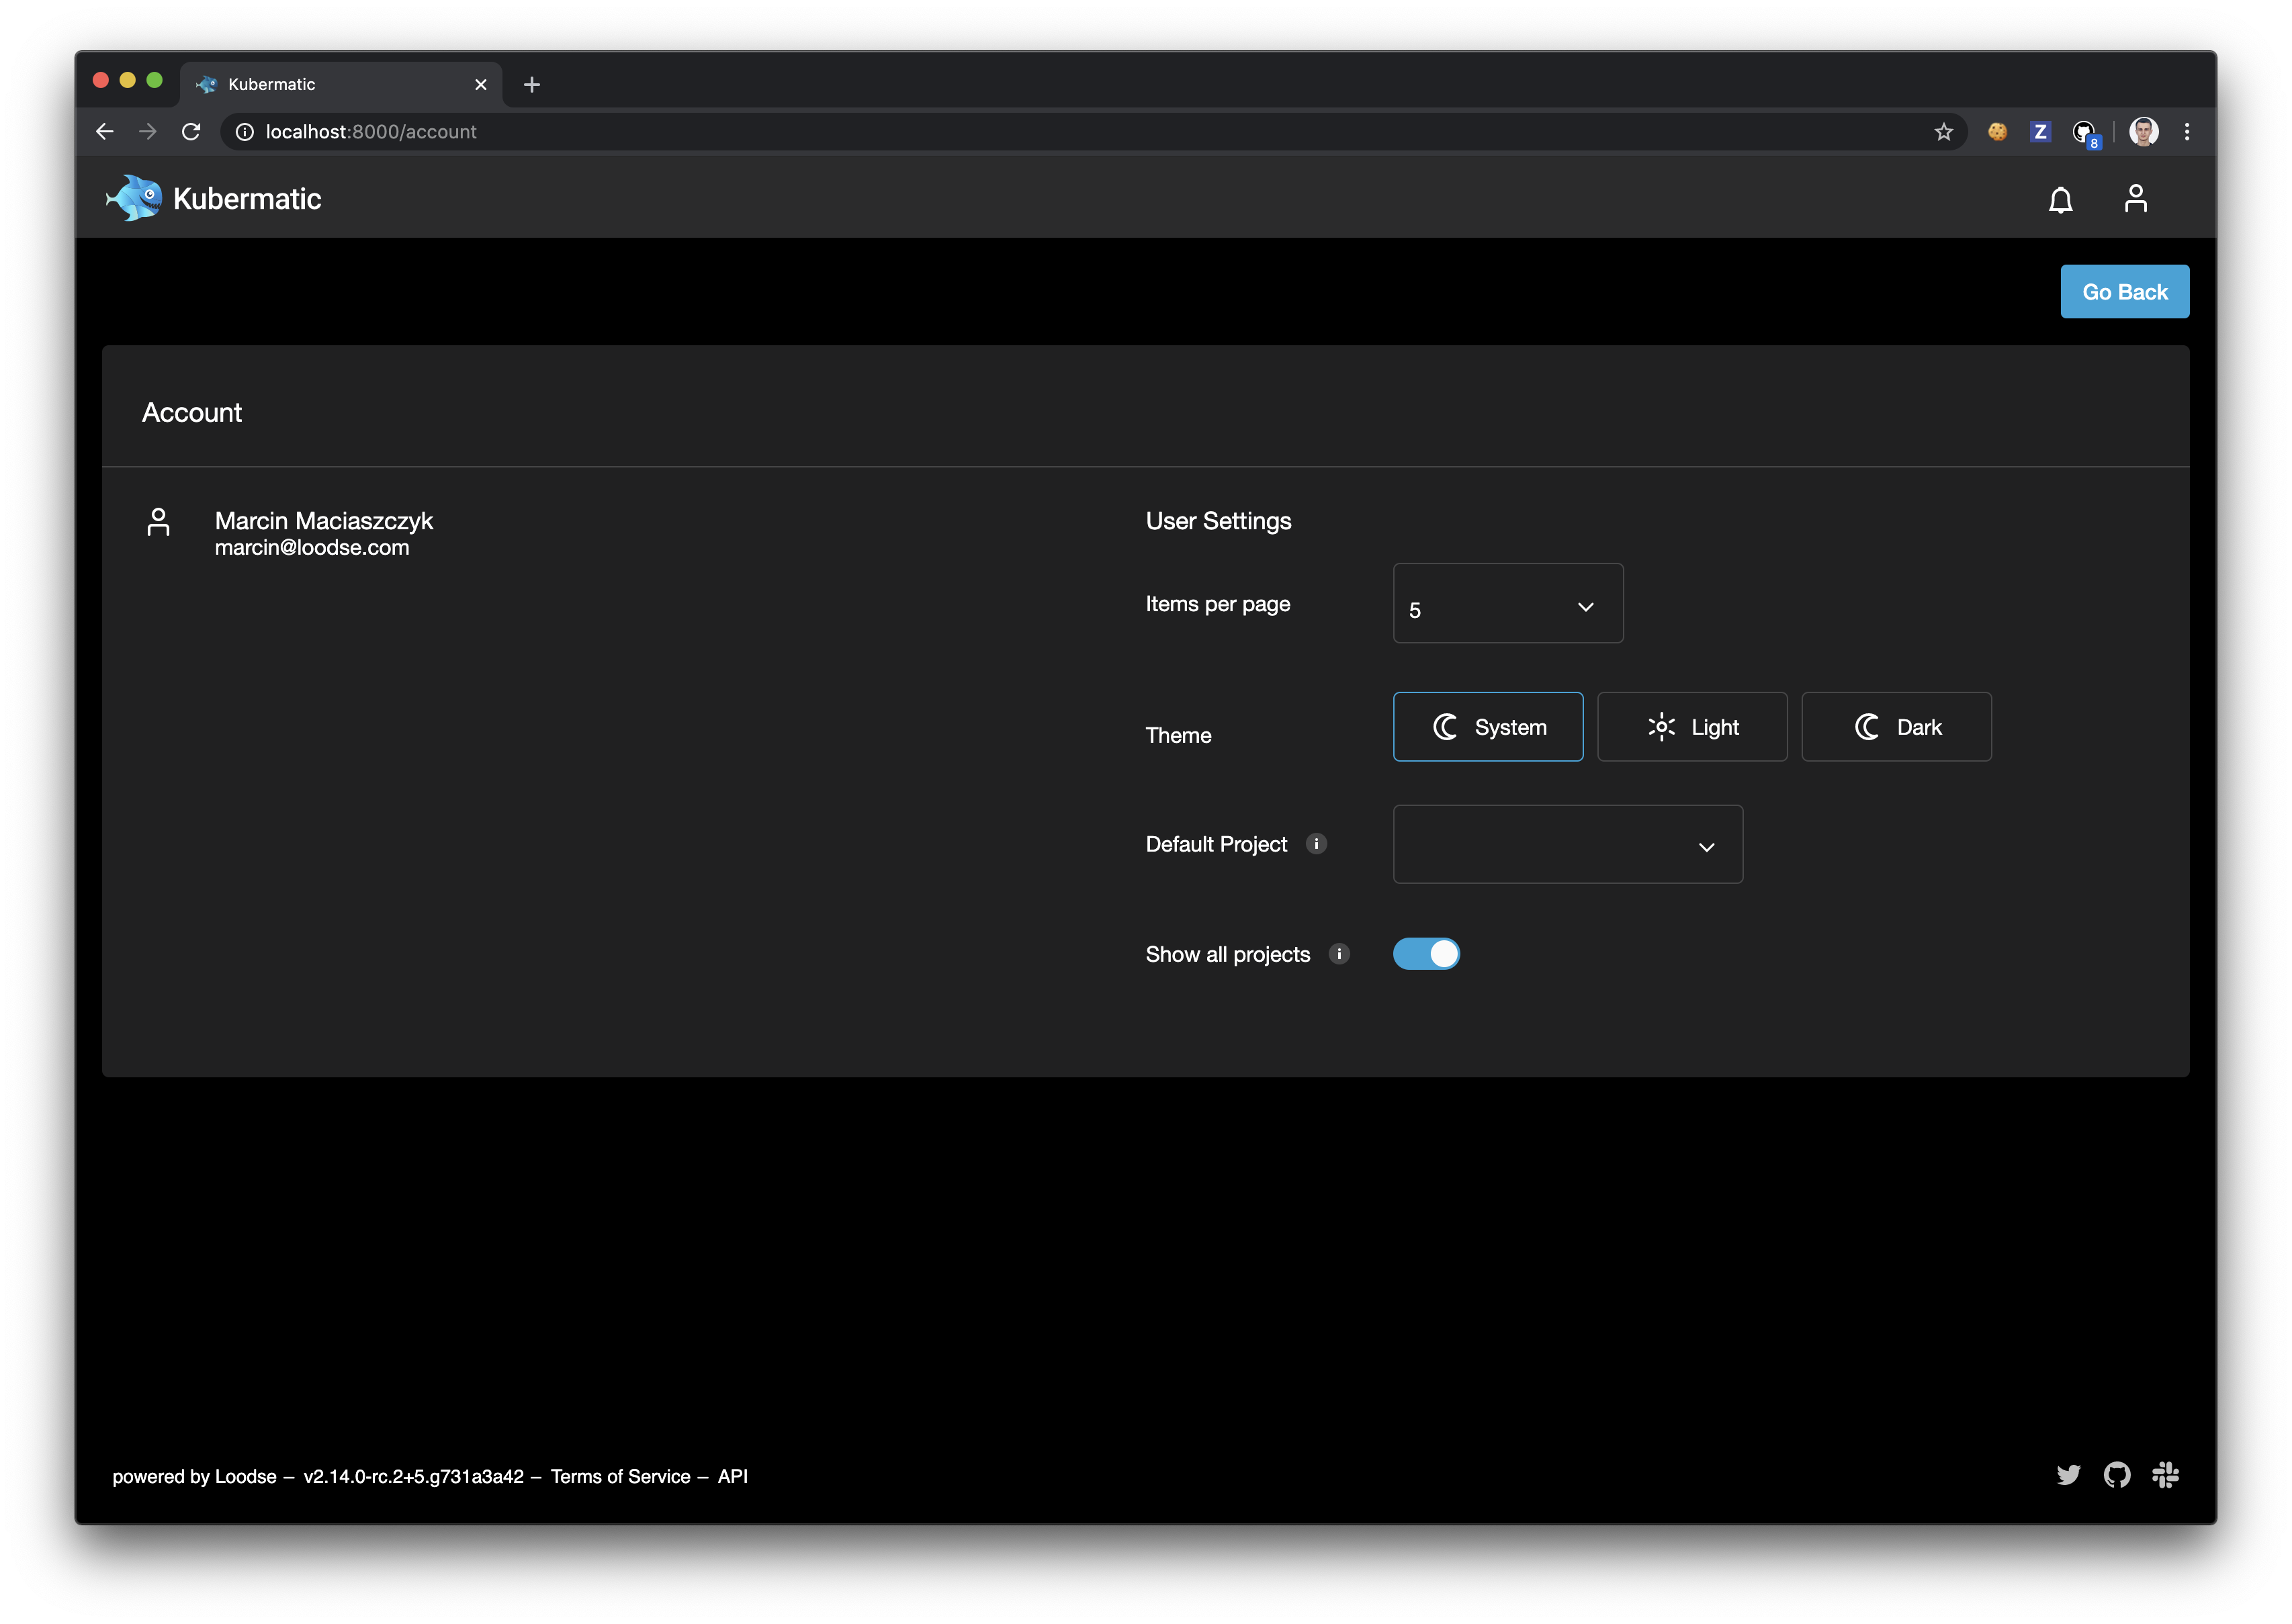 Kubermatic
localhost:8000/account
Z
8
Kubermatic
Go Back
Account
Marcin Maciaszczyk
marcin@loodse.com
User Settings
Items per page
5
Theme
System
Light
Dark
Default Project
Show all projects
powered by Loodse – v2.14.0-rc.2+5.g731a3a42 – Terms of Service – API